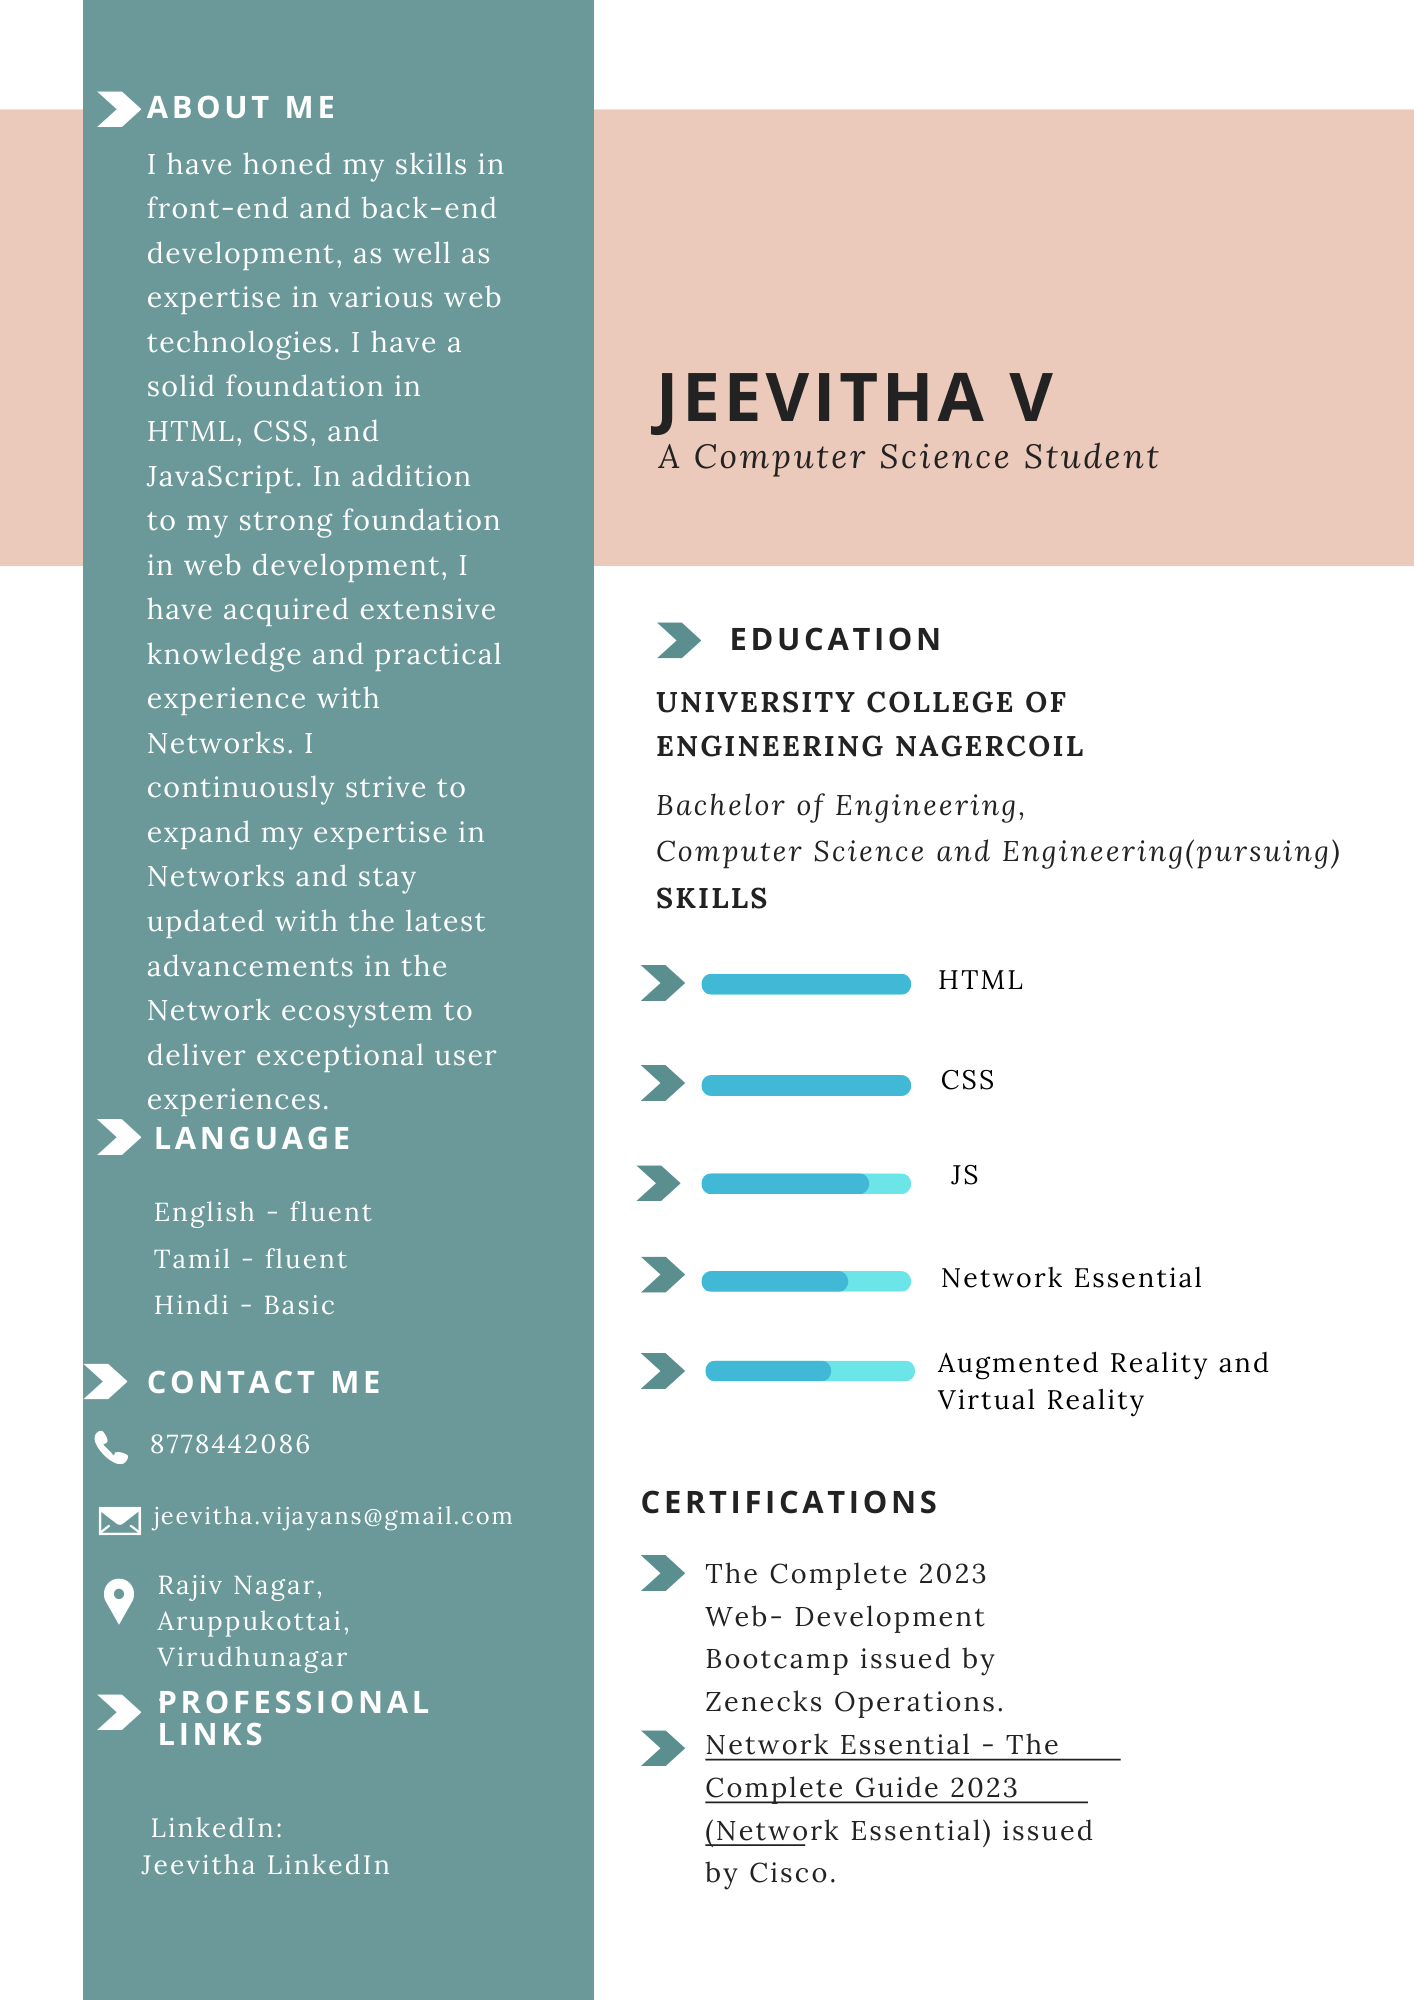 ABOUT ME
I have honed my skills in
front-end and back-end
development, as well as
expertise in various web
technologies. I have a
solid foundation in
HTML, CSS, and
JavaScript. In addition
to my strong foundation
in web development, I
have acquired extensive
knowledge and practical
experience with
Networks. I
continuously strive to
expand my expertise in
Networks and stay
updated with the latest
advancements in the
Network ecosystem to
deliver exceptional user
experiences.
LANGUAGE
English - fluent
Tamil - fluent
Hindi - Basic
CONTACT ME
8778442086
jeevitha.vijayans@gmail.com
Rajiv Nagar,
Aruppukottai,
Virudhunagar
PROFESSIONAL
LINKS
LinkedIn:
Jeevitha LinkedIn
JEEVITHA V
A Computer Science Student
EDUCATION
UNIVERSITY COLLEGE OF
ENGINEERING NAGERCOIL
Bachelor of Engineering,
Computer Science and Engineering(pursuing)
SKILLS
HTML
CSS
JS
Network Essential
Augmented Reality and
Virtual Reality
CERTIFICATIONS
The Complete 2023
Web- Development
Bootcamp issued by
Zenecks Operations.
Network Essential - The
Complete Guide 2023
(Network Essential) issued
by Cisco.